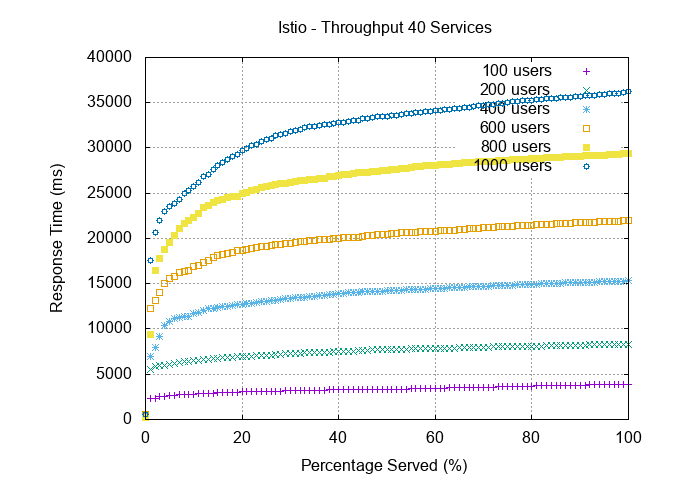 Istio - Throughput 40 Services
40000
35000
30000
25000
20000
15000
10000
5000
0
Response Time (ms)
100 users
200 users
400 users
600 users
800 users
1000 users
0 20 40 60 80 100
Percentage Served (%)